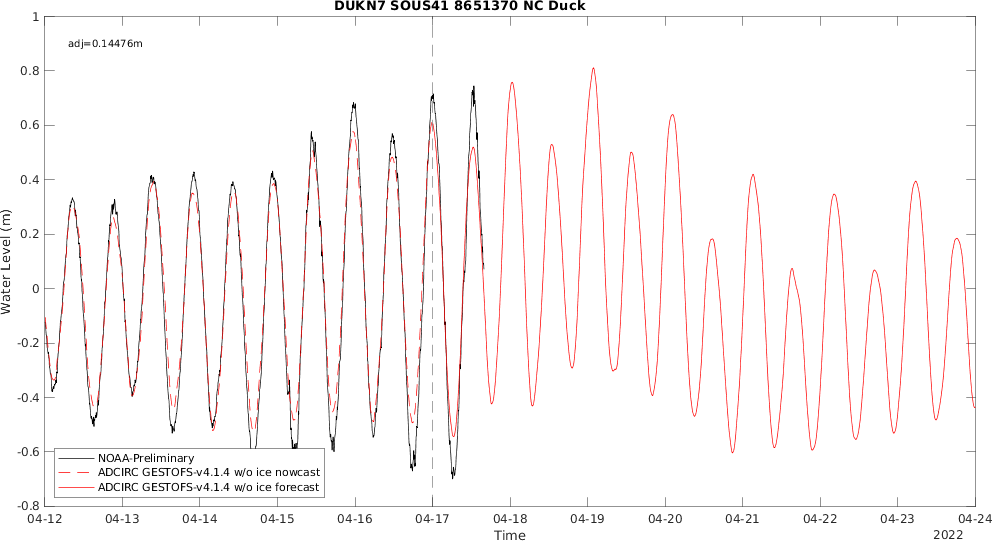 DUKN7 SOUS41 8651370 NC Duck
1
adj=0.14476m
0.8
0.6
0.4
0.2
0
-0.2
-0.4
-0.6
-0.8
Water Level (m)
NOAA-Preliminary
ADCIRC GESTOFS-v4.1.4 w/o ice nowcast
ADCIRC GESTOFS-v4.1.4 w/o ice forecast
04-12 04-13 04-14 04-15 04-16 04-17 04-18 04-19 04-20 04-21 04-22 04-23 04-24
Time
2022